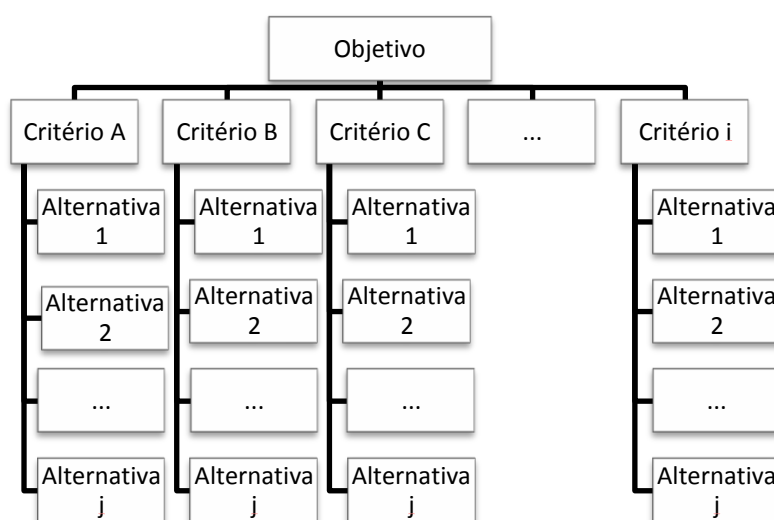 Objetivo
Critério A
Critério B
Critério C
...
Critério i
Alternativa
1
Alternativa
1
Alternativa
1
Alternativa
1
Alternativa
2
Alternativa
2
Alternativa
2
Alternativa
2
...
...
...
...
Alternativa
j
Alternativa
j
Alternativa
j
Alternativa
j